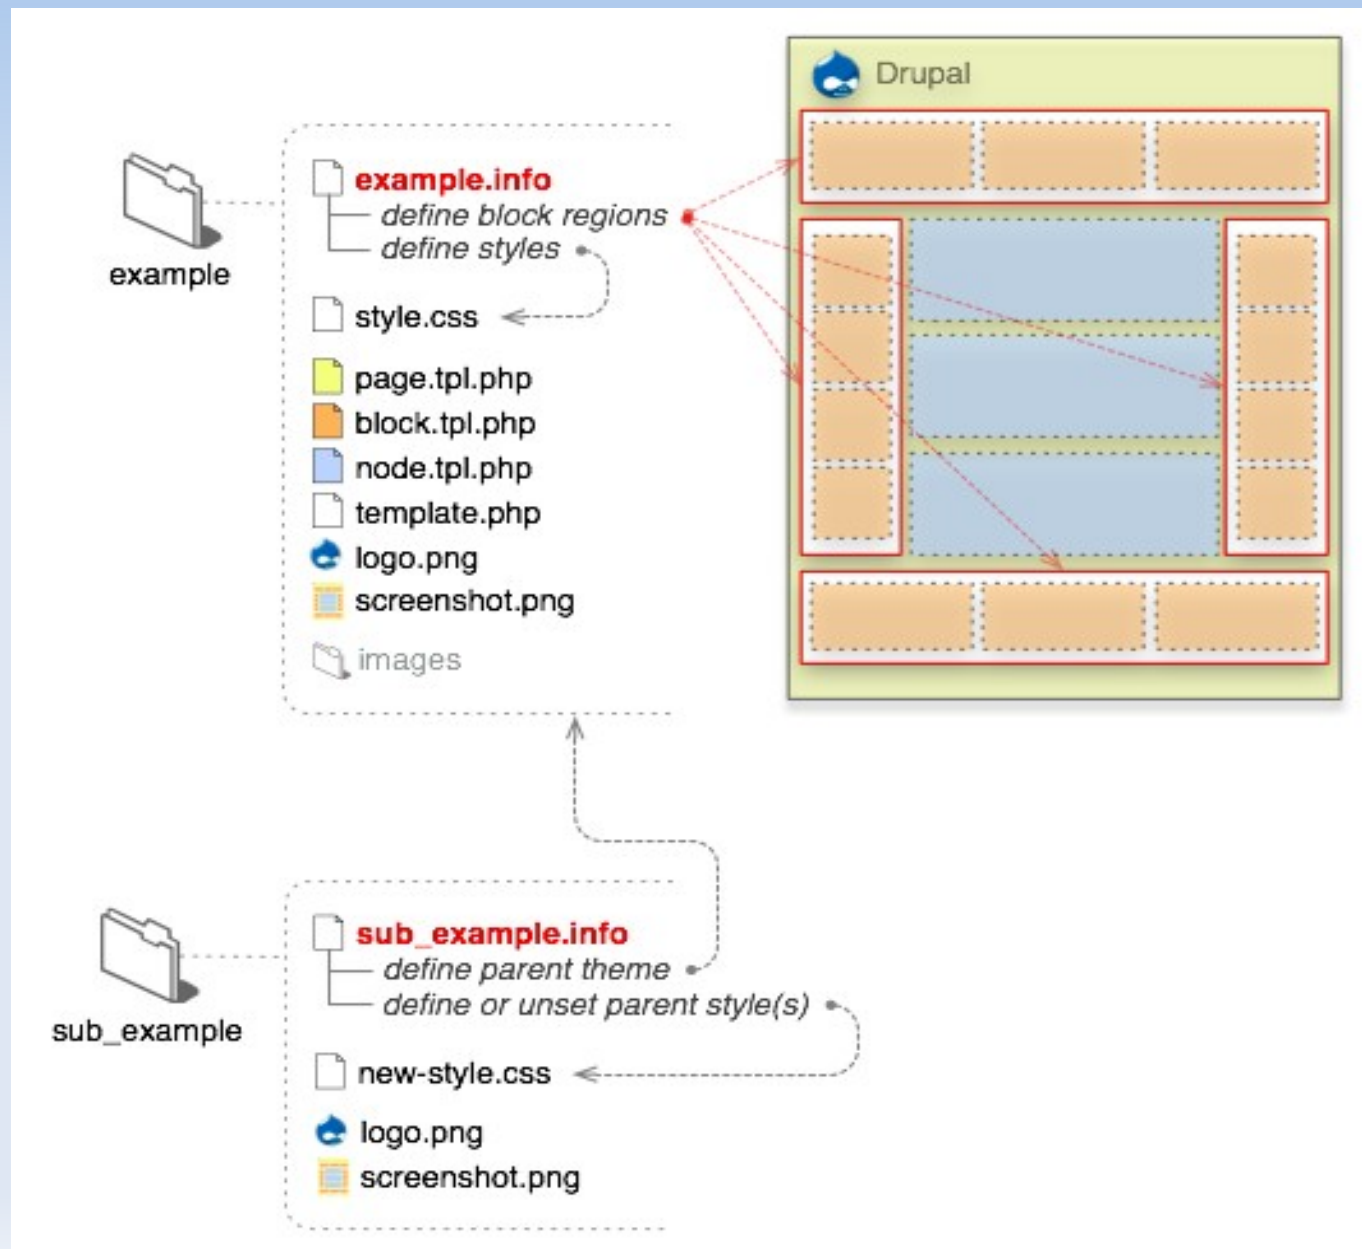 Drupal
example.info
define block regions
define styles
example
style.css
page.tpl.php
block.tpl.php
node.tpl.php
template.php
logo.png
screenshot.png
images
sub_example.info
define parent theme
define or unset parent style(s)
sub_example
new-style.css
logo.png
screenshot.png